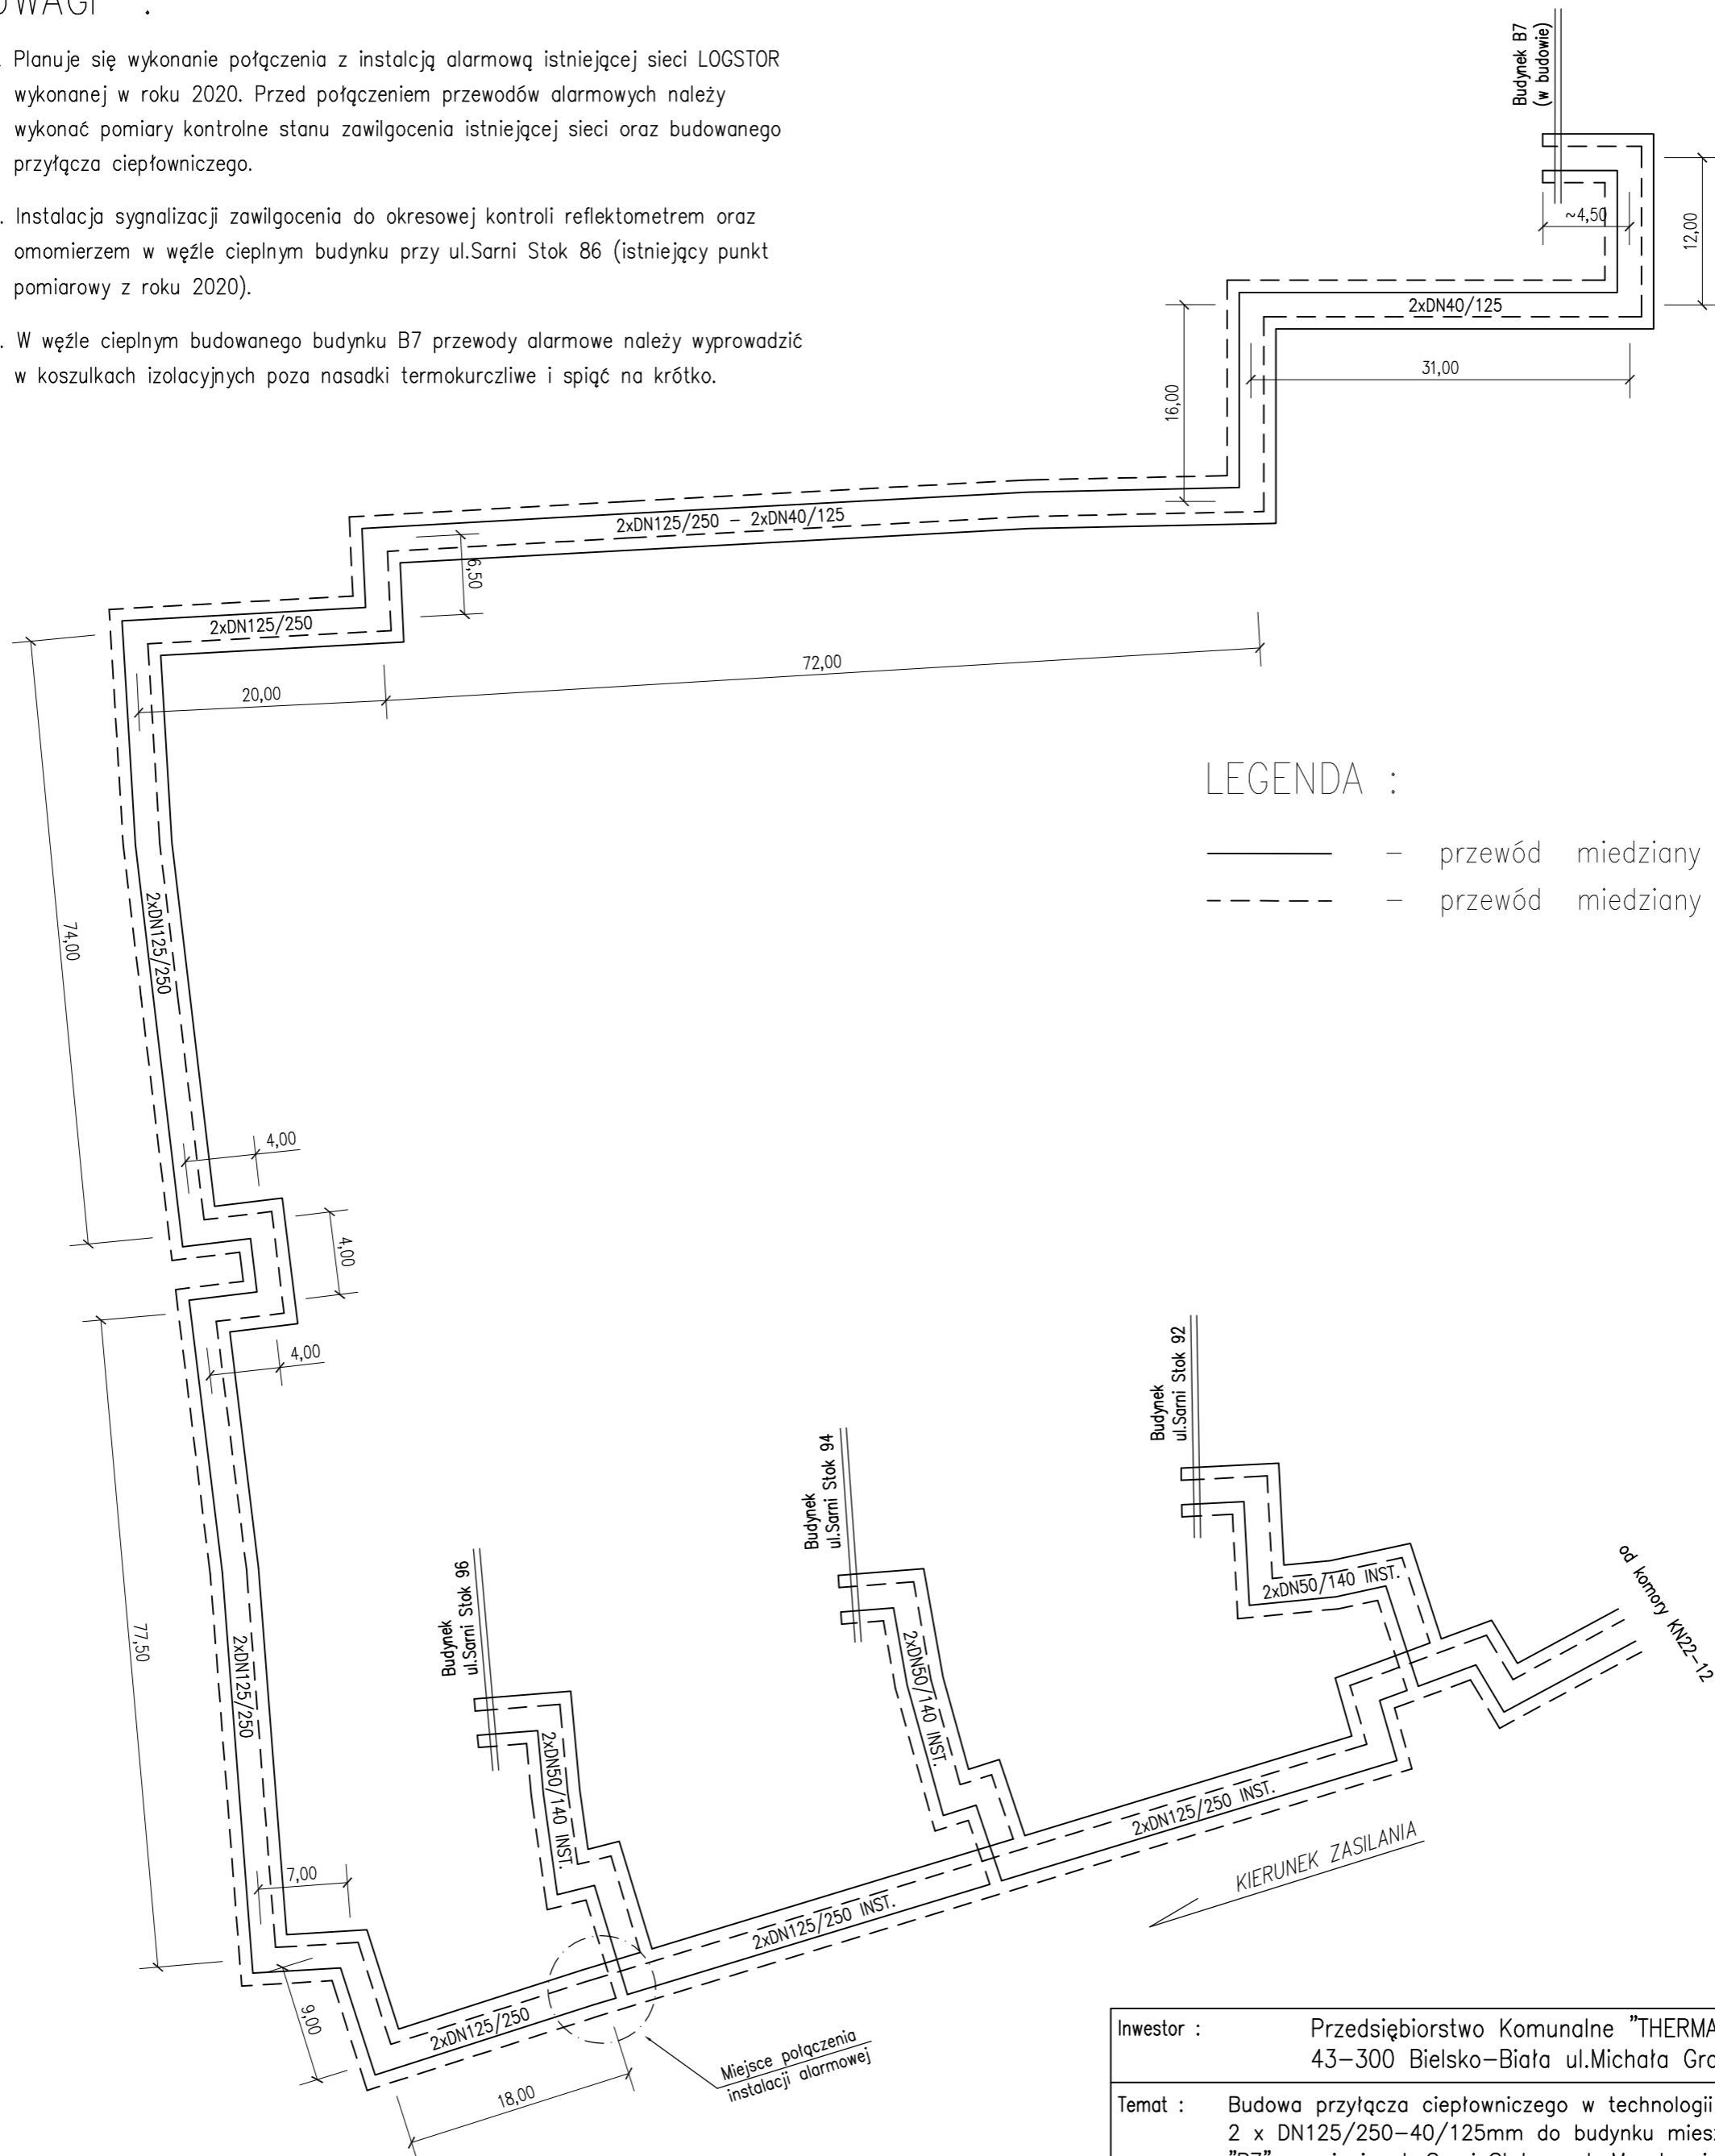 UWAGI :
. Planuje się wykonanie połączenia z instalcją alarmową istniejącej sieci LOGSTOR
wykonanej w roku 2020. Przed połączeniem przewodów alarmowych należy
wykonać pomiary kontrolne stanu zawilgocenia istniejącej sieci oraz budowanego
przyłącza ciepłowniczego.
. Instalacja sygnalizacji zawilgocenia do okresowej kontroli reflektometrem oraz
omomierzem w węźle cieplnym budynku przy ul.Sarni Stok 86 (istniejący punkt
pomiarowy z roku 2020).
. W węźle cieplnym budowanego budynku B7 przewody alarmowe należy wyprowadzić
w koszulkach izolacyjnych poza nasadki termokurczliwe i spiąć na krótko.
Budynek B7
(w budowie)
~4,50
12,00
2xDN40/125
31,00
16,00
2xDN125/250 – 2xDN40/125
6,50
2xDN125/250
72,00
20,00
LEGENDA :
– przewód miedziany
– przewód miedziany
74,00
2xDN125/250
4,00
4,00
4,00
77,50
2xDN125/250
7,00
9,00
2xDN125/250
18,00
Budynek
ul.Sarni Stok 96
2xDN50/140 INST.
Budynek
ul.Sarni Stok 94
2xDN50/140 INST.
Budynek
ul.Sarni Stok 92
2xDN50/140 INST.
od komory KN22–12
2xDN125/250 INST.
2xDN125/250 INST.
KIERUNEK ZASILANIA
Miejsce połączenia
instalacji alarmowej
Inwestor : Przedsiębiorstwo Komunalne "THERMA
43–300 Bielsko–Biała ul.Michała Gra
Temat : Budowa przyłącza ciepłowniczego w technologii
2 x DN125/250–40/125mm do budynku miesz